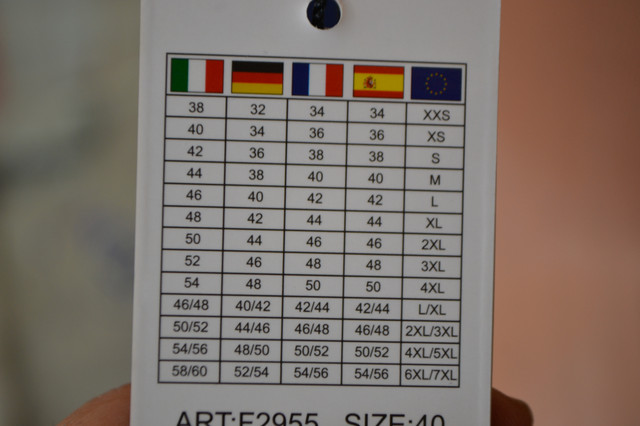 38 32 34 34 XXS
40 34 36 36 XS
42 36 38 38 S
44 38 40 40 M
46 40 42 42 L
48 42 44 44 XL
50 44 46 46 2XL
52 46 48 48 3XL
54 48 50 50 4XL
46/48 40/42 42/44 42/44 L/XL
50/52 44/46 46/48 46/48 2XL/3XL
54/56 48/50 50/52 50/52 4XL/5XL
58/60 52/54 54/56 54/56 6XL/7XL
ART:F2955 SIZE:40